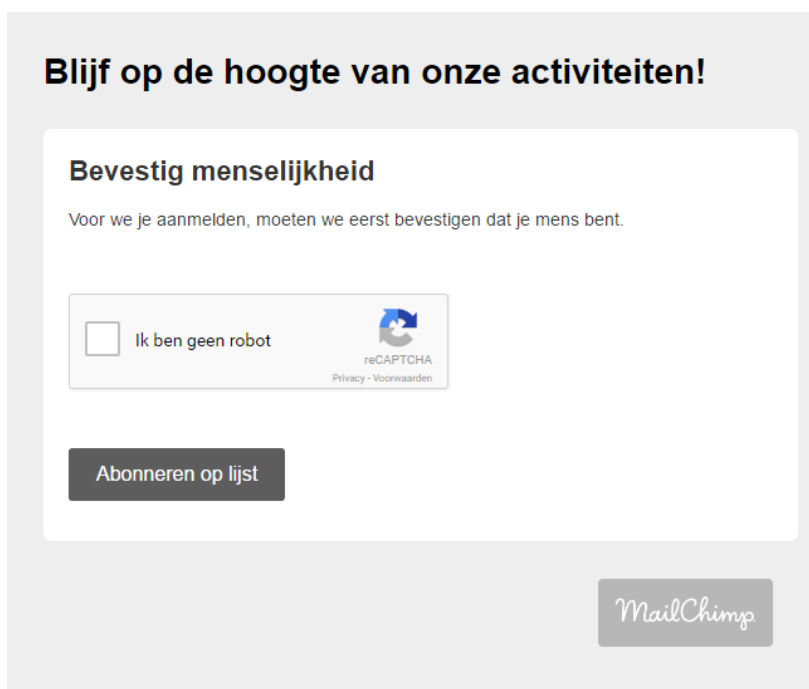 Blijf op de hoogte van onze activiteiten!
Bevestig menselijkheid
Voor we je aanmelden, moeten we eerst bevestigen dat je mens bent.
Ik ben geen robot
reCAPTCHA
Privacy - Voorwaarden
Abonneren op lijst
MailChimp